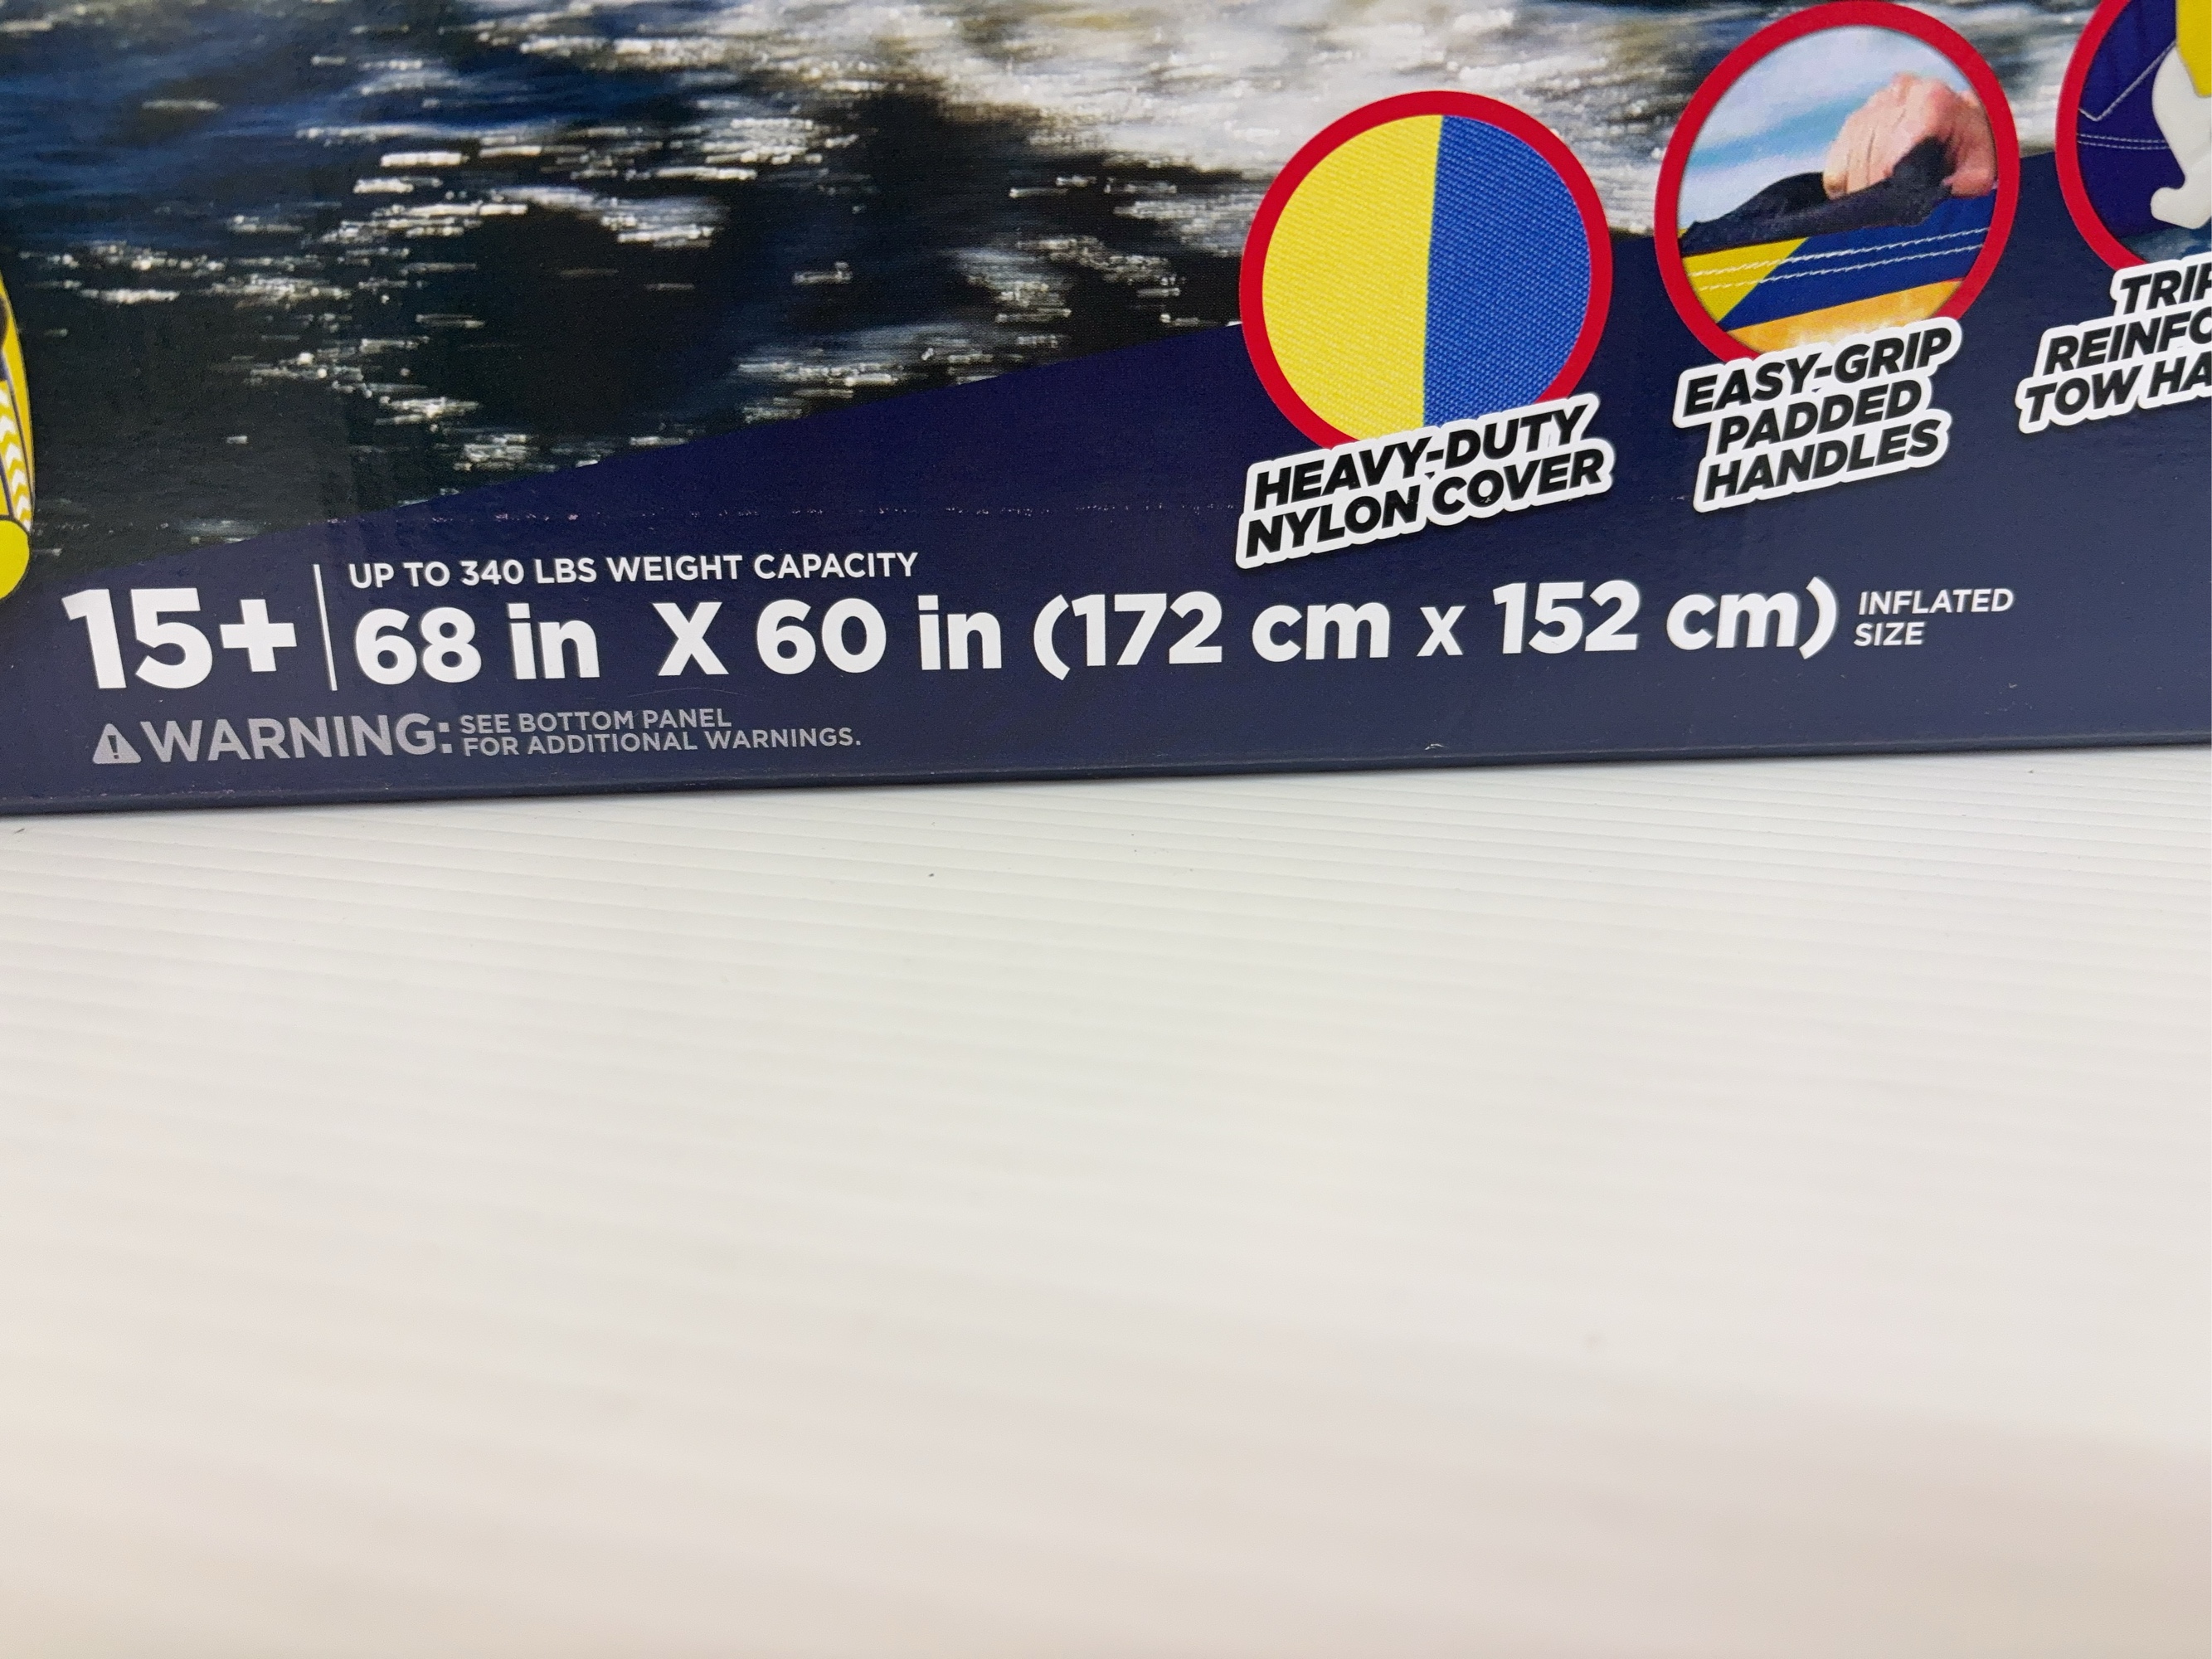 HEAVY-DUTY
NYLON COVER
EASY-GRIP
PADDED
HANDLES
TOW
UP TO 340 LBS WEIGHT CAPACITY
15+
68 in X 60 in (172 cm x 152 cm)
INFLATED
SIZE
WARNING:
SEE BOTTOM PANEL
FOR ADDITIONAL WARNINGS.